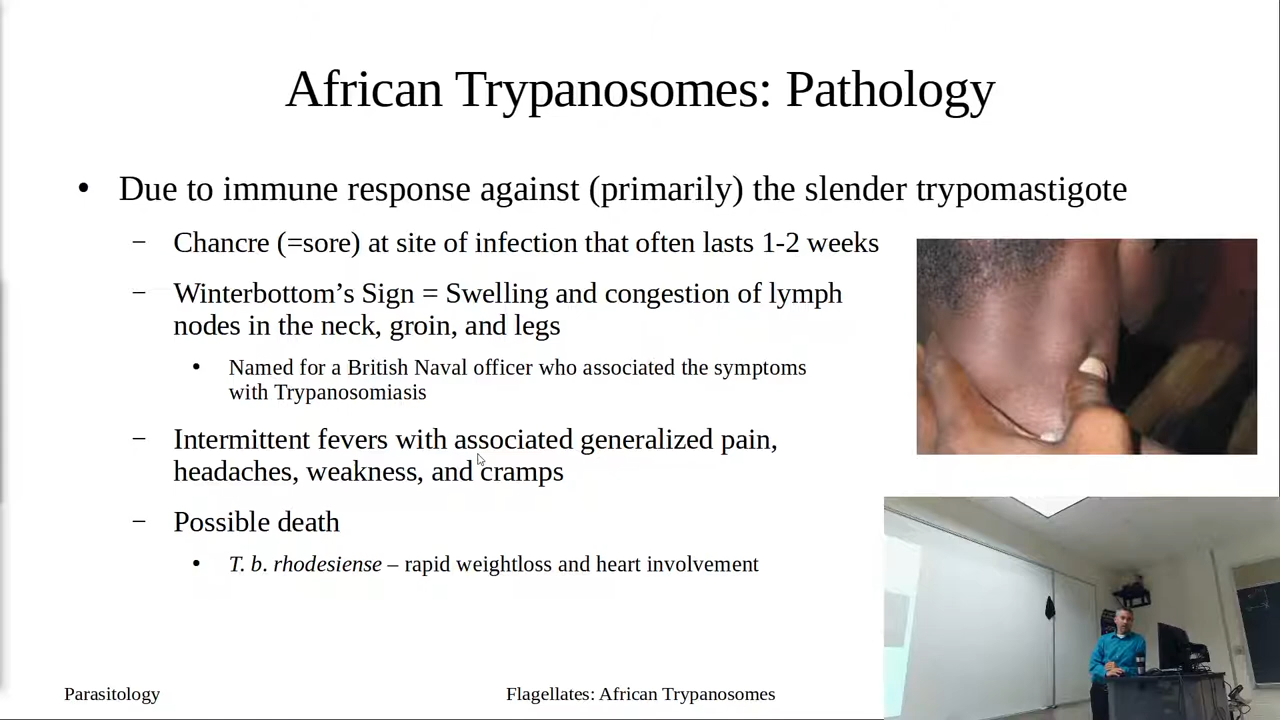 African Trypanosomes: Pathology
• Due to immune response against (primarily) the slender trypomastigote
– Chancre (=sore) at site of infection that often lasts 1-2 weeks
– Winterbottom’s Sign = Swelling and congestion of lymph
nodes in the neck, groin, and legs
• Named for a British Naval officer who associated the symptoms
with Trypanosomiasis
– Intermittent fevers with associated generalized pain,
headaches, weakness, and cramps
– Possible death
• T. b. rhodesiense – rapid weightloss and heart involvement
Parasitology
Flagellates: African Trypanosomes